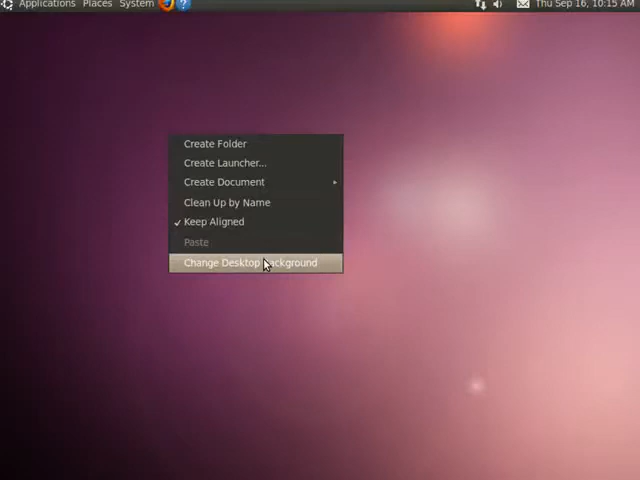 Applications Places System ?
Thu Sep 16, 10:15 AM
Create Folder
Create Launcher...
Create Document
Clean Up by Name
Keep Aligned
Paste
Change Desktop Background